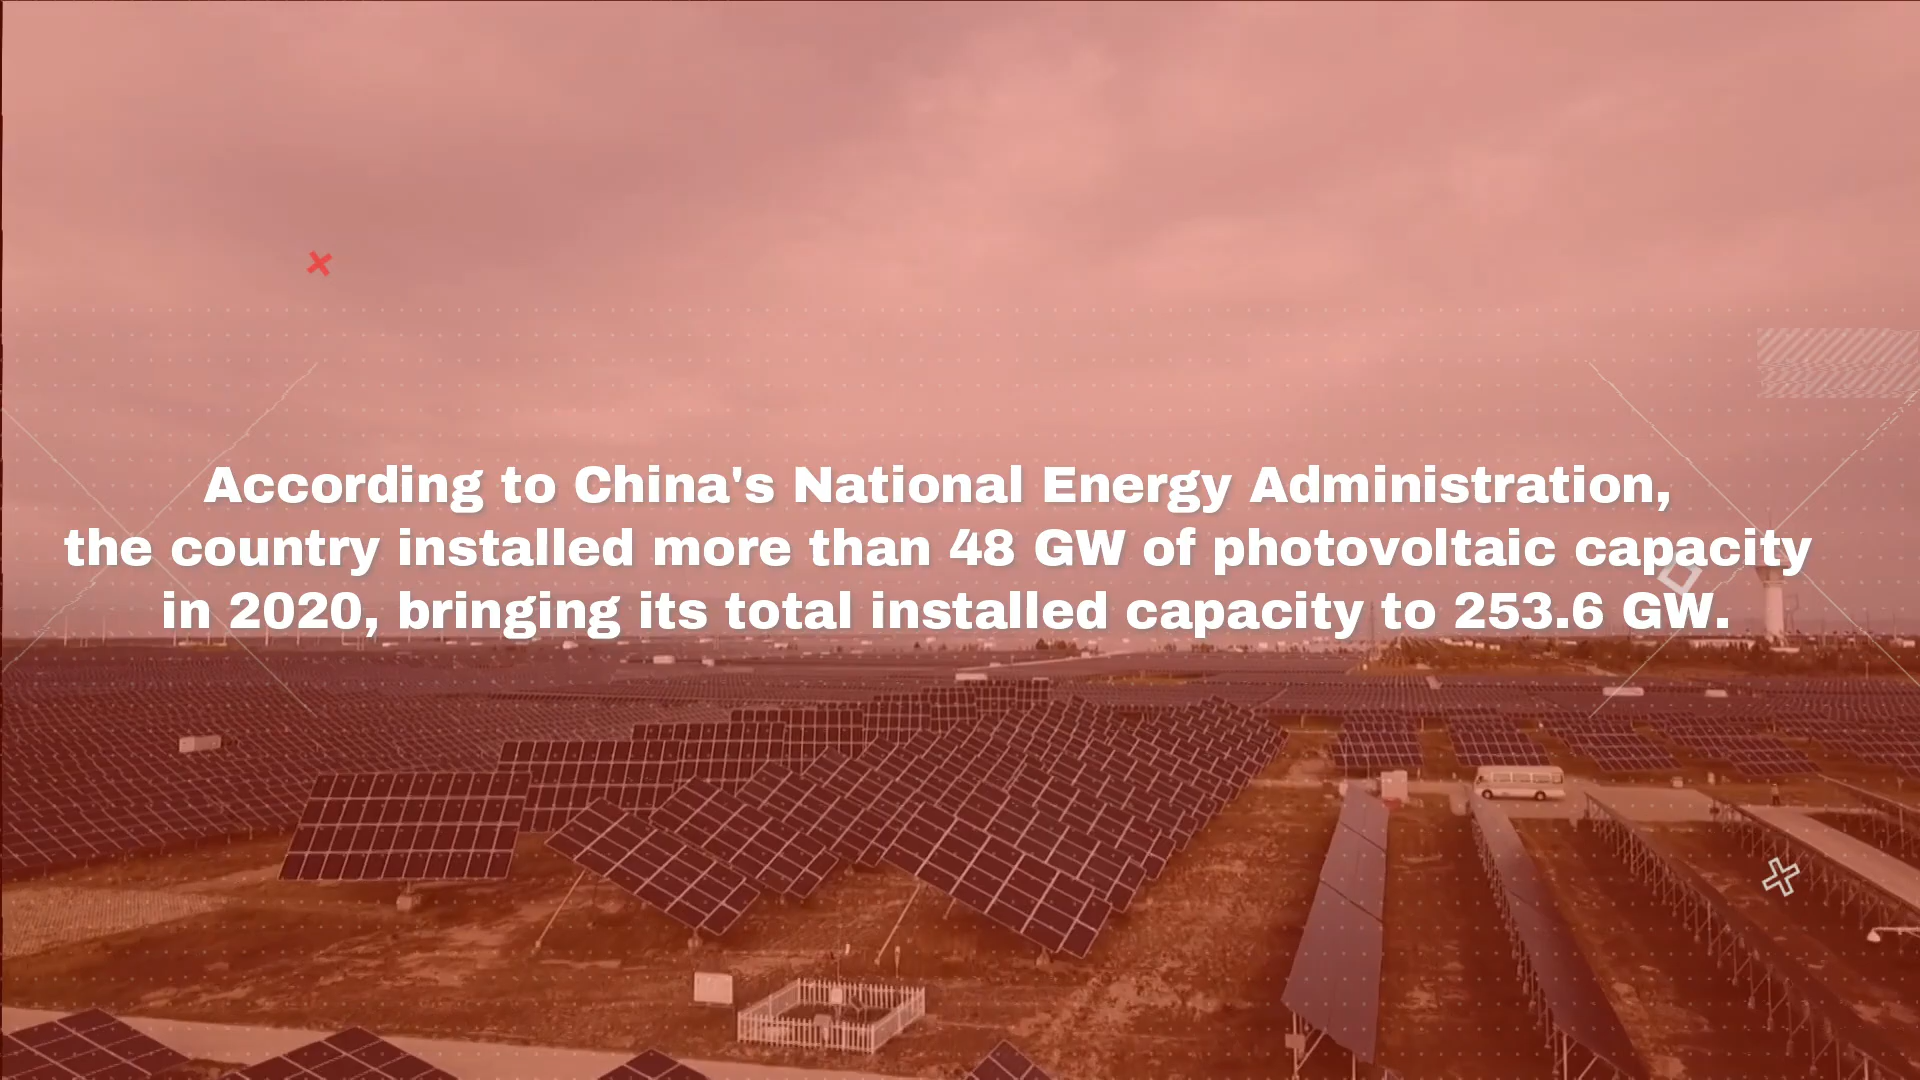 According to China's National Energy Administration,
the country installed more than 48 GW of photovoltaic capacity
in 2020, bringing its total installed capacity to 253.6 GW.